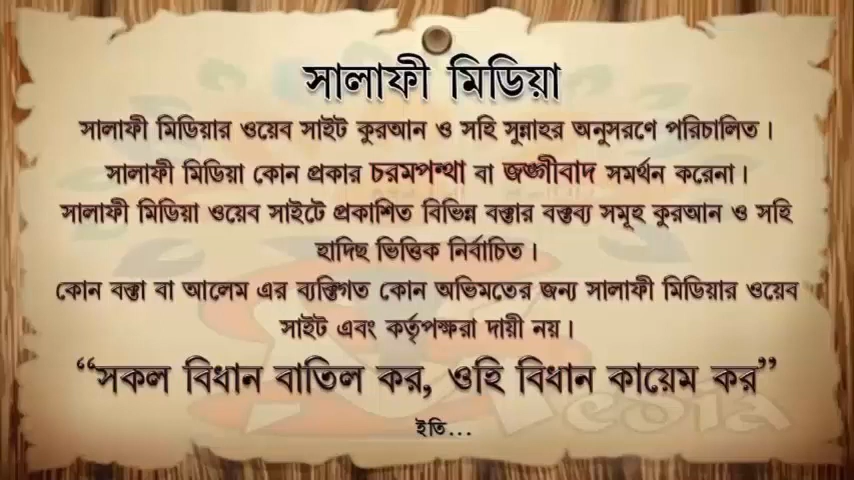 সালাফী মিডিয়া
সালাফী মিডিয়ার ওয়েব সাইট কুরআন ও সহি সুন্নাহর অনুসরণে পরিচালিত।
সালাফী মিডিয়া কোন প্রকার চরমপন্থা বা জঙ্গীবাদ সমর্থন করেনা।
সালাফী মিডিয়া ওয়েব সাইটে প্রকাশিত বিভিন্ন বক্তার বক্তব্য সমূহ কুরআন ও সহি
হাদিছ ভিত্তিক নির্বাচিত।
কোন বক্তা বা আলেম এর ব্যক্তিগত কোন অভিমতের জন্য সালাফী মিডিয়ার ওয়েব
সাইট এবং কর্তৃপক্ষরা দায়ী নয়।
“সকল বিধান বাতিল কর, ওহি বিধান কায়েম কর”
ইতি...